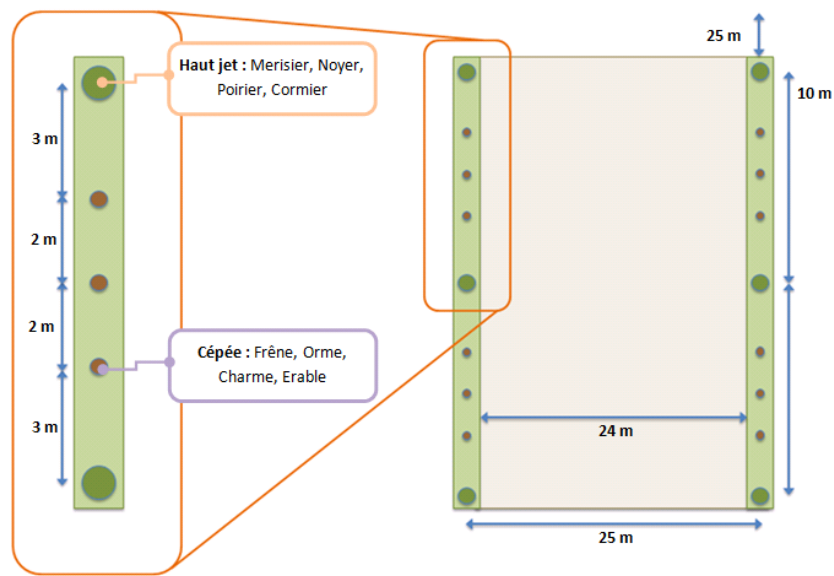 Haut jet : Merisier, Noyer,
Poirier, Cormier
3 m
2 m
2 m
3 m
Cépée : Frêne, Orme,
Charme, Erable
25 m
10 m
24 m
25 m